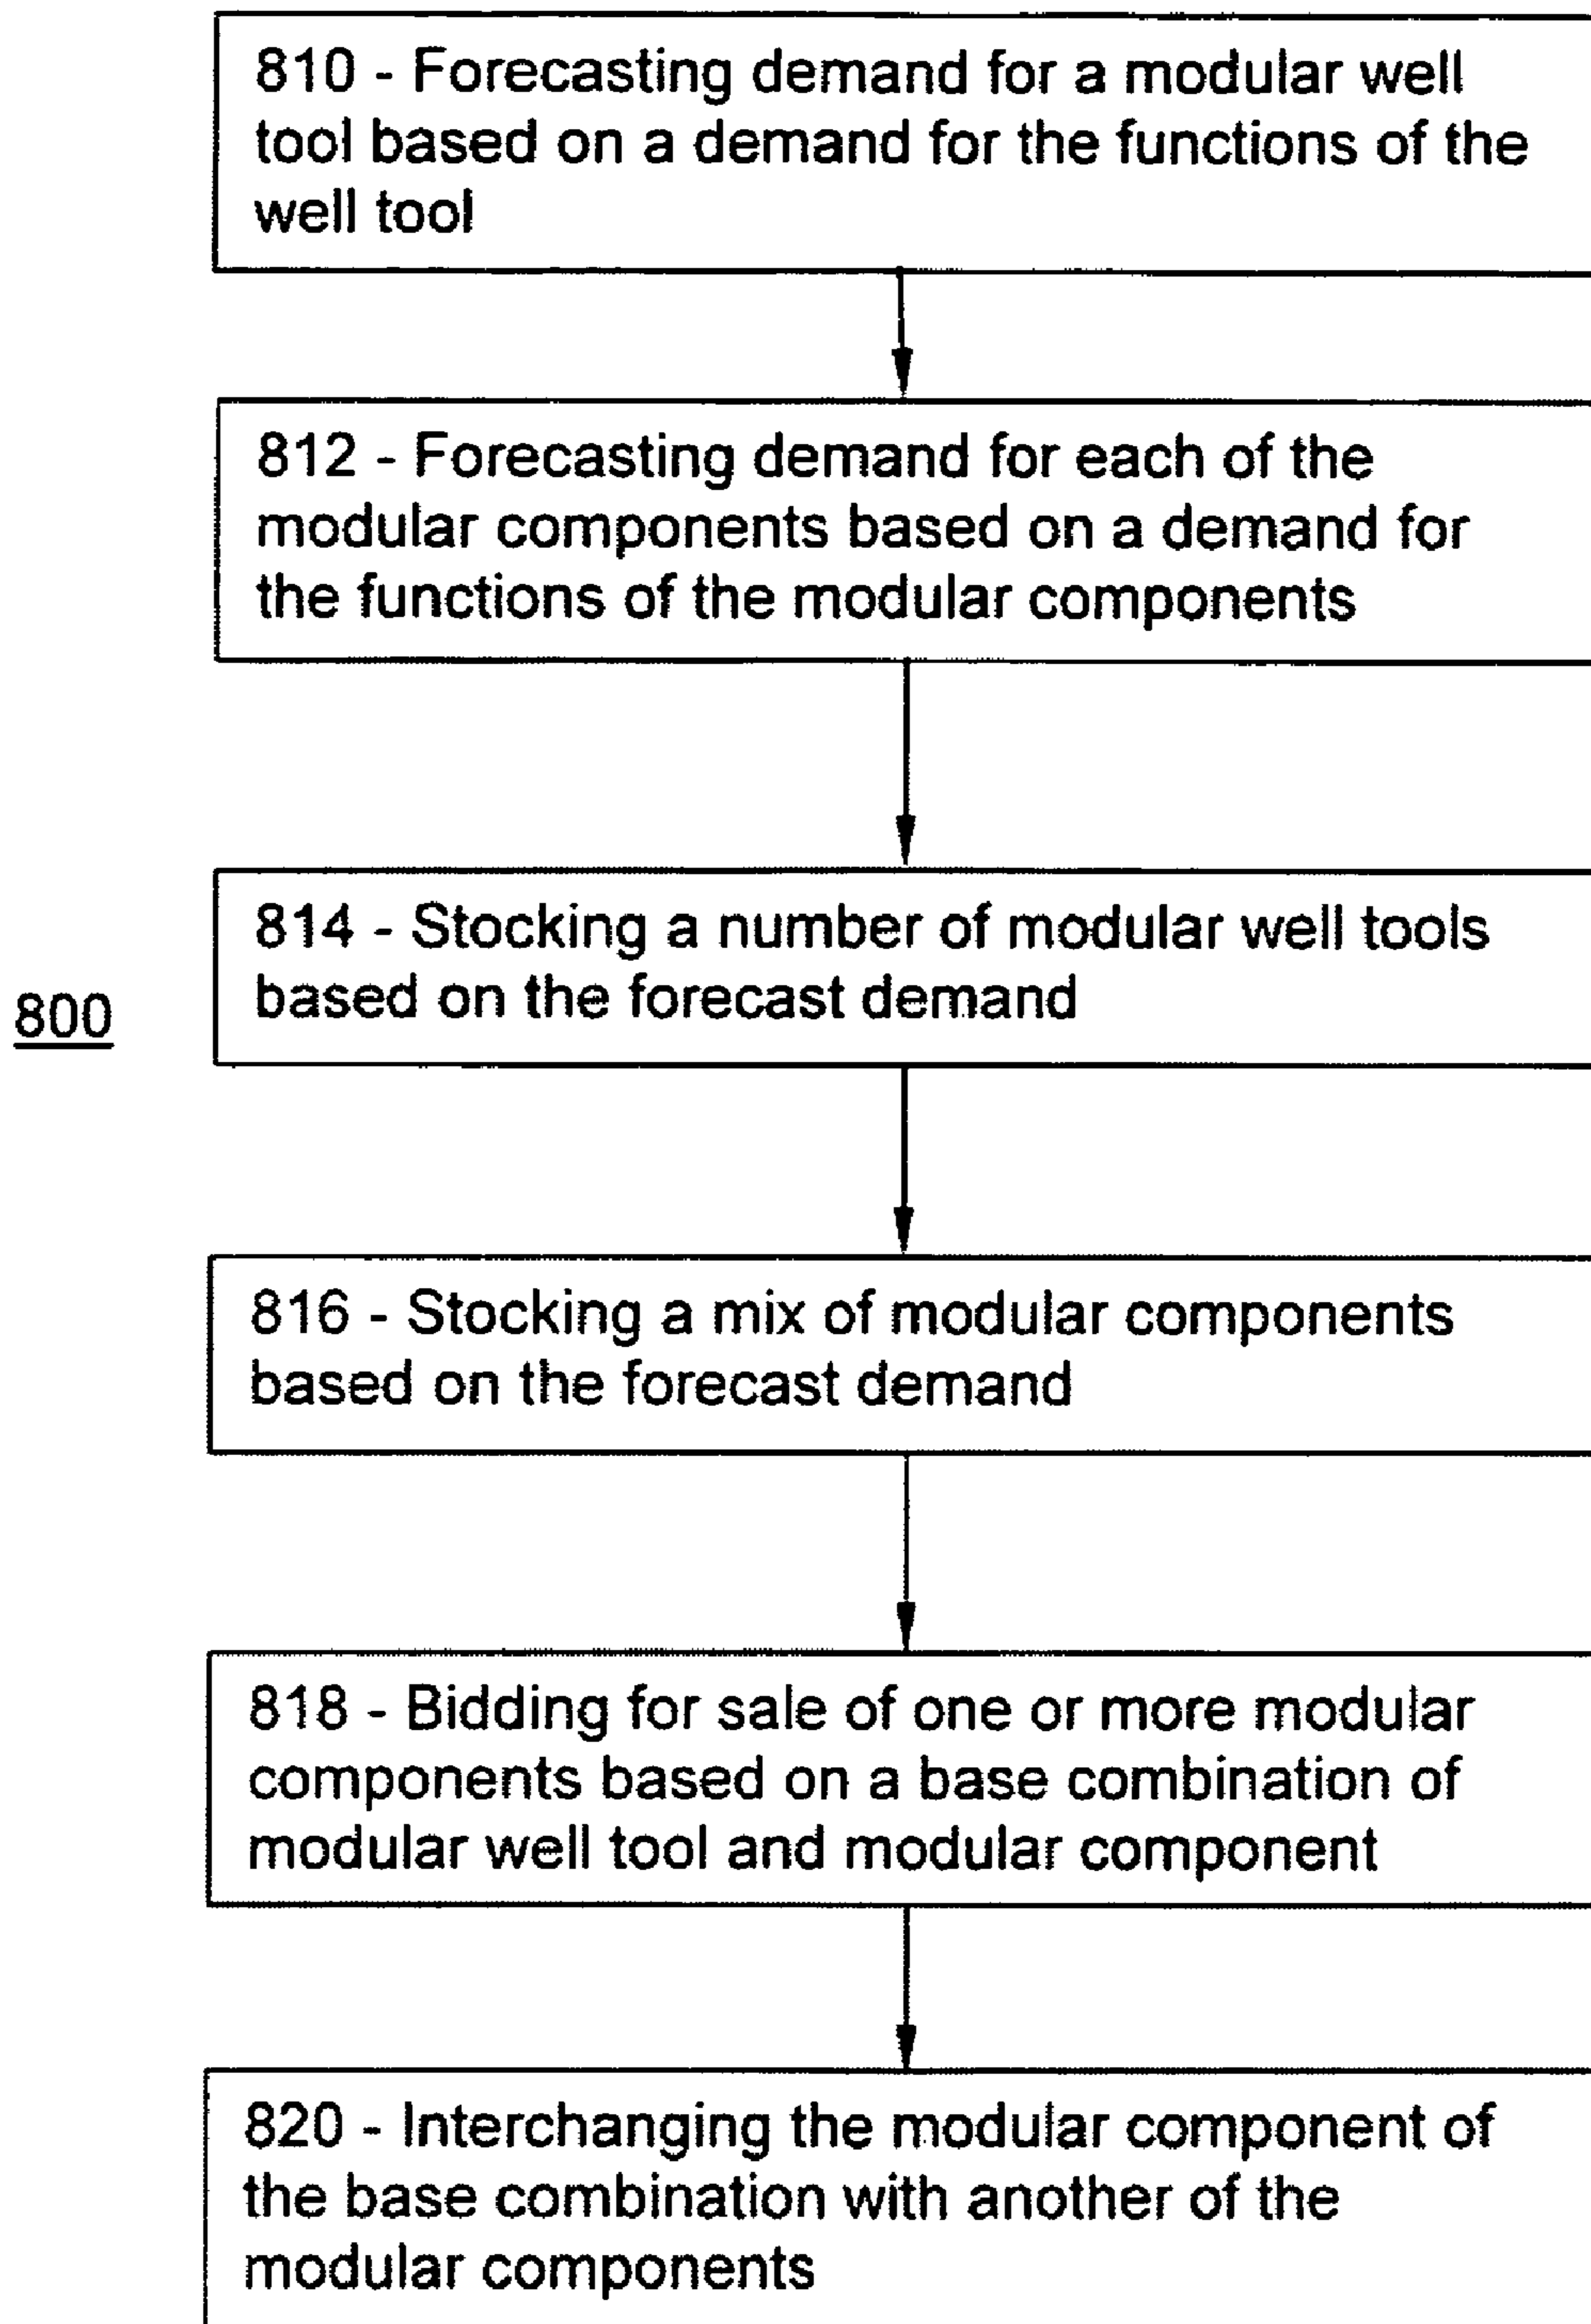 810 - Forecasting demand for a modular well
tool based on a demand for the functions of the
well tool
812 - Forecasting demand for each of the
modular components based on a demand for
the functions of the modular components
814 - Stocking a number of modular well tools
based on the forecast demand
800
816 - Stocking a mix of modular components
based on the forecast demand
818 - Bidding for sale of one or more modular
components based on a base combination of
modular well tool and modular component
820 - Interchanging the modular component of
the base combination with another of the
modular components